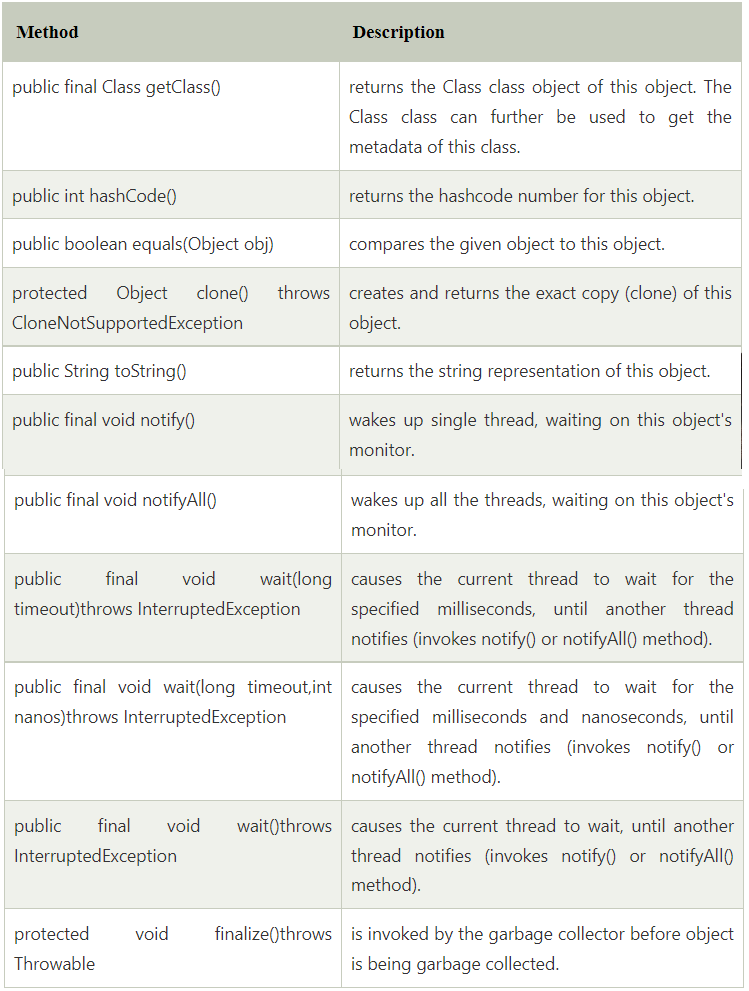 Method Description
public final Class getClass()
returns the Class class object of this object. The
Class class can further be used to get the
metadata of this class.
public int hashCode()
returns the hashcode number for this object.
public boolean equals(Object obj)
compares the given object to this object.
protected Object clone() throws
CloneNotSupportedException
creates and returns the exact copy (clone) of this
object.
public String toString()
returns the string representation of this object.
public final void notify()
wakes up single thread, waiting on this object's
monitor.
public final void notifyAll()
wakes up all the threads, waiting on this object's
monitor.
public final void wait(long
timeout)throws InterruptedException
causes the current thread to wait for the
specified milliseconds, until another thread
notifies (invokes notify() or notifyAll() method).
public final void wait(long timeout,int
nanos)throws InterruptedException
causes the current thread to wait for the
specified milliseconds and nanoseconds, until
another thread notifies (invokes notify() or
notifyAll() method).
public final void wait()throws
InterruptedException
causes the current thread to wait, until another
thread notifies (invokes notify() or notifyAll()
method).
protected void finalize()throws
Throwable
is invoked by the garbage collector before object
is being garbage collected.